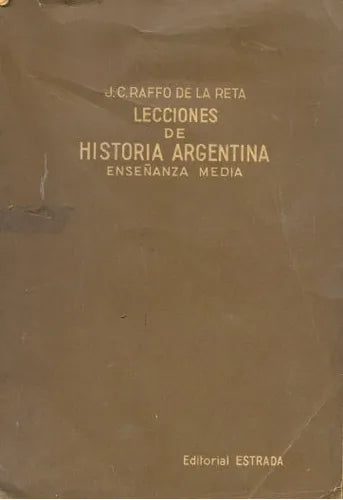 J.C. RAFFO DE LA RETA
LECCIONES
DE
HISTORIA ARGENTINA
ENSEÑANZA MEDIA
Editorial ESTRADA